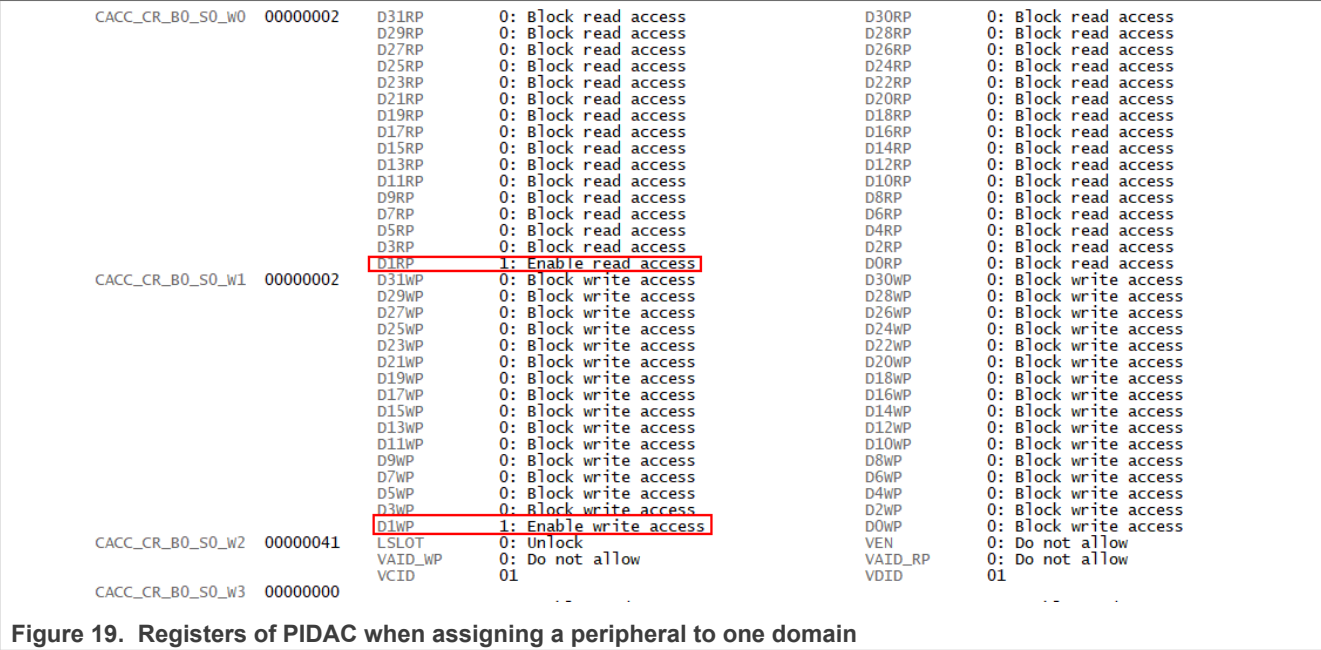 CACC_CR_B0_S0_W0 00000002 D31RP 0: Block read access D30RP 0: Block read access
D29RP 0: Block read access D28RP 0: Block read access
D27RP 0: Block read access D26RP 0: Block read access
D25RP 0: Block read access D24RP 0: Block read access
D23RP 0: Block read access D22RP 0: Block read access
D21RP 0: Block read access D20RP 0: Block read access
D19RP 0: Block read access D18RP 0: Block read access
D17RP 0: Block read access D16RP 0: Block read access
D15RP 0: Block read access D14RP 0: Block read access
D13RP 0: Block read access D12RP 0: Block read access
D11RP 0: Block read access D10RP 0: Block read access
D9RP 0: Block read access D8RP 0: Block read access
D7RP 0: Block read access D6RP 0: Block read access
D5RP 0: Block read access D4RP 0: Block read access
D3RP 0: Block read access D2RP 0: Block read access
D1RP 1: Enable read access D0RP 0: Block read access
CACC_CR_B0_S0_W1 00000002 D31WP 0: Block write access D30WP 0: Block write access
D29WP 0: Block write access D28WP 0: Block write access
D27WP 0: Block write access D26WP 0: Block write access
D25WP 0: Block write access D24WP 0: Block write access
D23WP 0: Block write access D22WP 0: Block write access
D21WP 0: Block write access D20WP 0: Block write access
D19WP 0: Block write access D18WP 0: Block write access
D17WP 0: Block write access D16WP 0: Block write access
D15WP 0: Block write access D14WP 0: Block write access
D13WP 0: Block write access D12WP 0: Block write access
D11WP 0: Block write access D10WP 0: Block write access
D9WP 0: Block write access D8WP 0: Block write access
D7WP 0: Block write access D6WP 0: Block write access
D5WP 0: Block write access D4WP 0: Block write access
D3WP 0: Block write access D2WP 0: Block write access
D1WP 1: Enable write access D0WP 0: Block write access
CACC_CR_B0_S0_W2 00000041 LSLOT 0: Unlock VEN 0: Do not allow
VAID_WP 0: Do not allow VAID_RP 0: Do not allow
VCID 01 VDID 01
CACC_CR_B0_S0_W3 00000000
Figure 19. Registers of PIDAC when assigning a peripheral to one domain